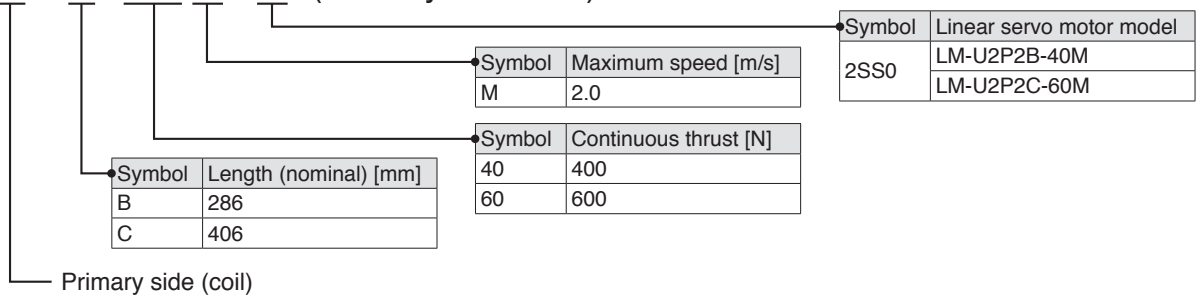 Symbol Linear servo motor model
2SS0 LM-U2P2B-40M
LM-U2P2C-60M
Symbol Maximum speed [m/s]
M 2.0
Symbol Continuous thrust [N]
40 400
60 600
Symbol Length (nominal) [mm]
B 286
C 406
Primary side (coil)